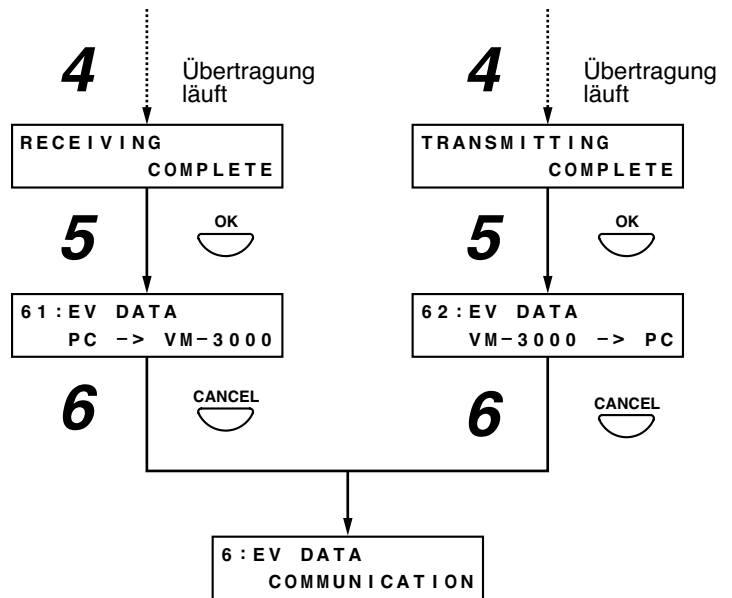 4
Übertragung
läuft
RECEIVING
COMPLETE
5
OK
61:EV DATA
PC -> VM-3000
6
CANCEL
4
Übertragung
läuft
TRANSMITTING
COMPLETE
5
OK
62:EV DATA
VM-3000 -> PC
6
CANCEL
6:EV DATA
COMMUNICATION